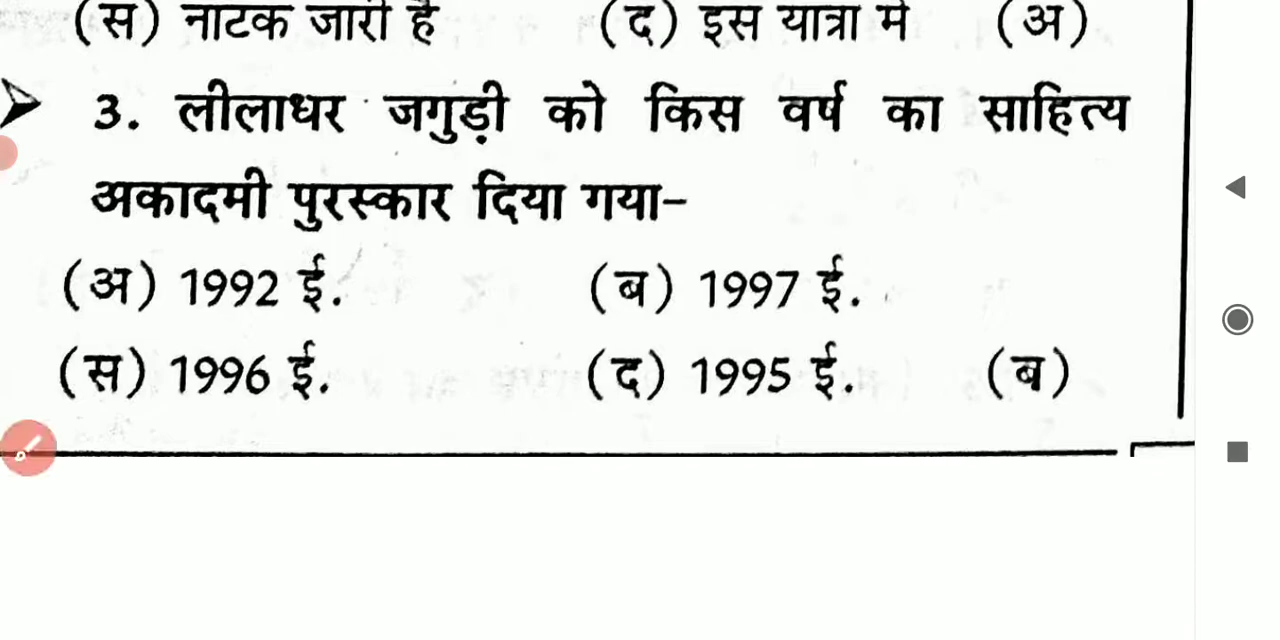 (स) नाटक जारी है (द) इस यात्रा में (अ)
3. लीलाधर जगुड़ी को किस वर्ष का साहित्य
अकादमी पुरस्कार दिया गया-
(अ) 1992 ई. (ब) 1997 ई.
(स) 1996 ई. (द) 1995 ई. (ब)